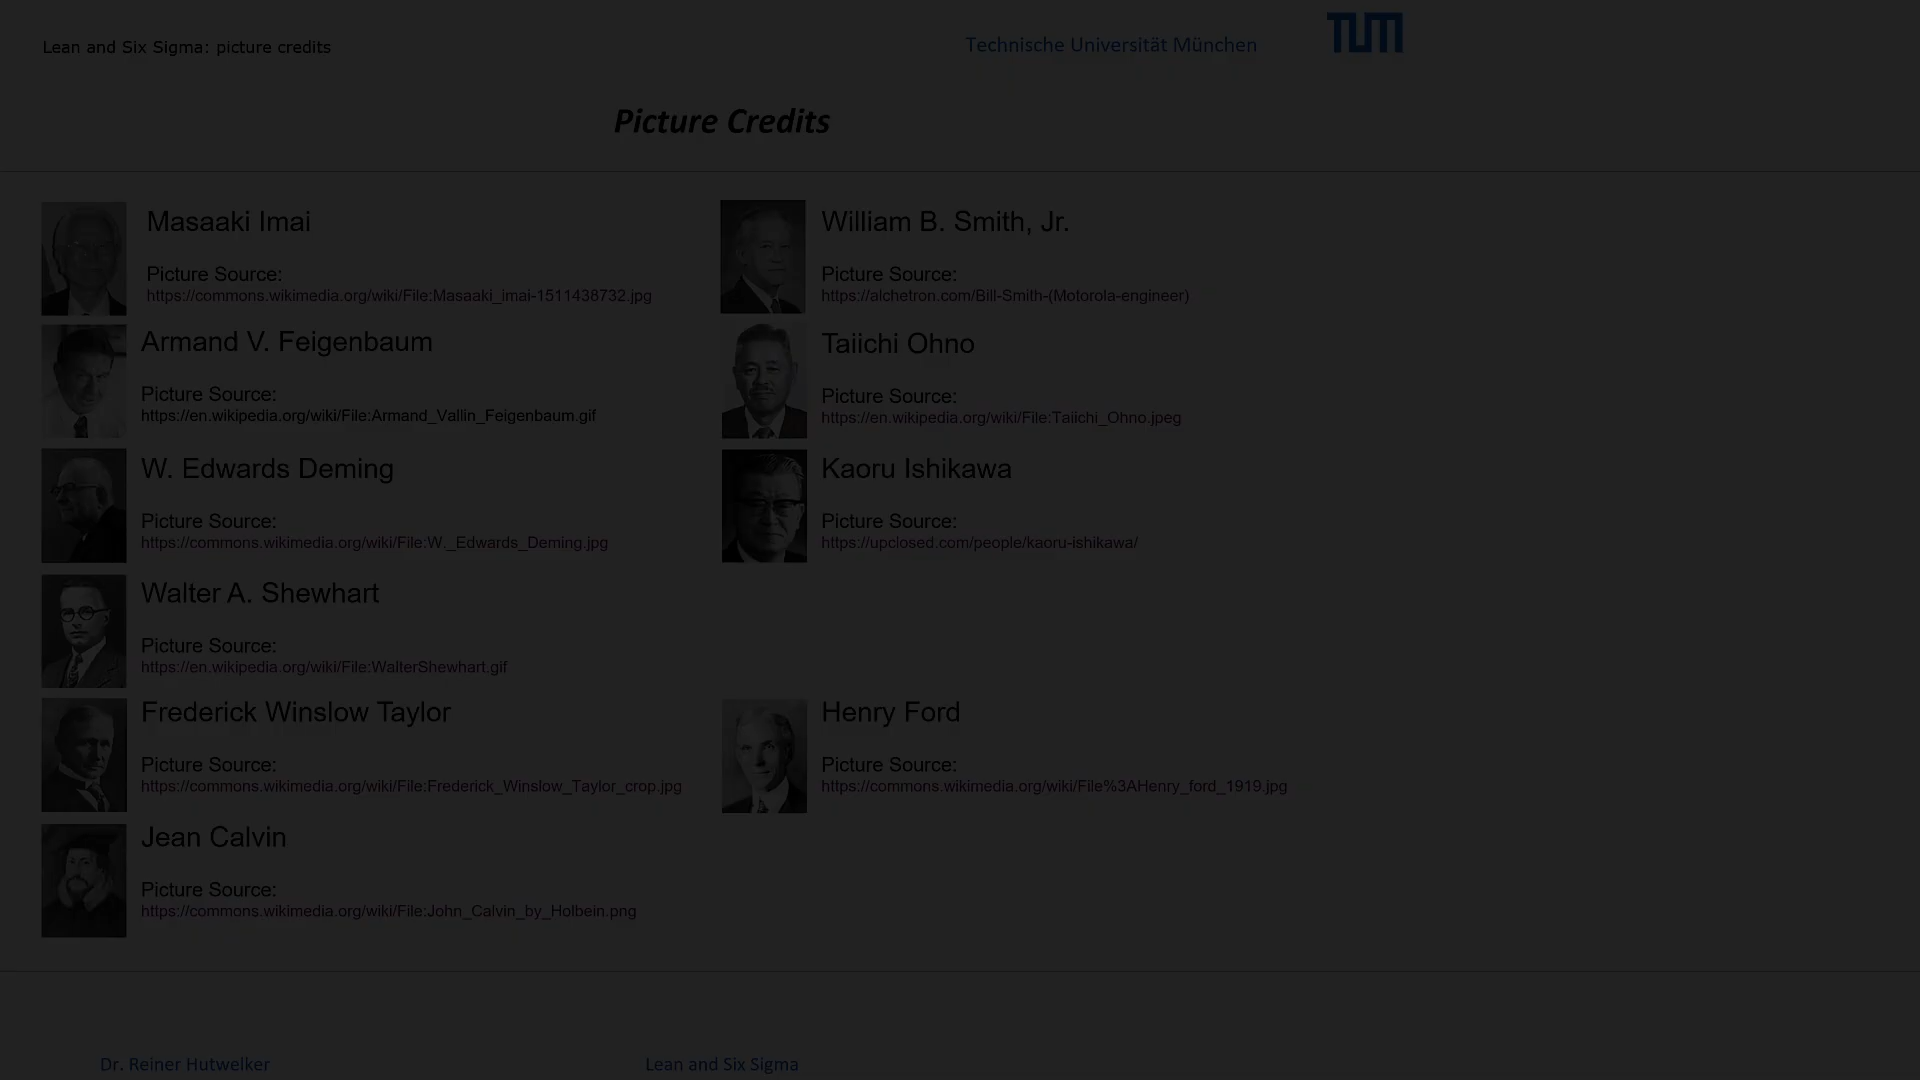 Lean and Six Sigma: picture credits
Technische Universität München
TUM
Picture Credits
Masaaki Imai
Picture Source:
https://commons.wikimedia.org/wiki/File:Masaaki_imai-1511438732.jpg
Armand V. Feigenbaum
Picture Source:
https://en.wikipedia.org/wiki/File:Armand_Vallin_Feigenbaum.gif
W. Edwards Deming
Picture Source:
https://commons.wikimedia.org/wiki/File:W._Edwards_Deming.jpg
Walter A. Shewhart
Picture Source:
https://en.wikipedia.org/wiki/File:WalterShewhart.gif
Frederick Winslow Taylor
Picture Source:
https://commons.wikimedia.org/wiki/File:Frederick_Winslow_Taylor_crop.jpg
Jean Calvin
Picture Source:
https://commons.wikimedia.org/wiki/File:John_Calvin_by_Holbein.png
William B. Smith, Jr.
Picture Source:
https://alchetron.com/Bill-Smith-(Motorola-engineer)
Taiichi Ohno
Picture Source:
https://en.wikipedia.org/wiki/File:Taiichi_Ohno.jpeg
Kaoru Ishikawa
Picture Source:
https://upclosed.com/people/kaoru-ishikawa/
Henry Ford
Picture Source:
https://commons.wikimedia.org/wiki/File%3AHenry_ford_1919.jpg
Dr. Reiner Hutwelker
Lean and Six Sigma